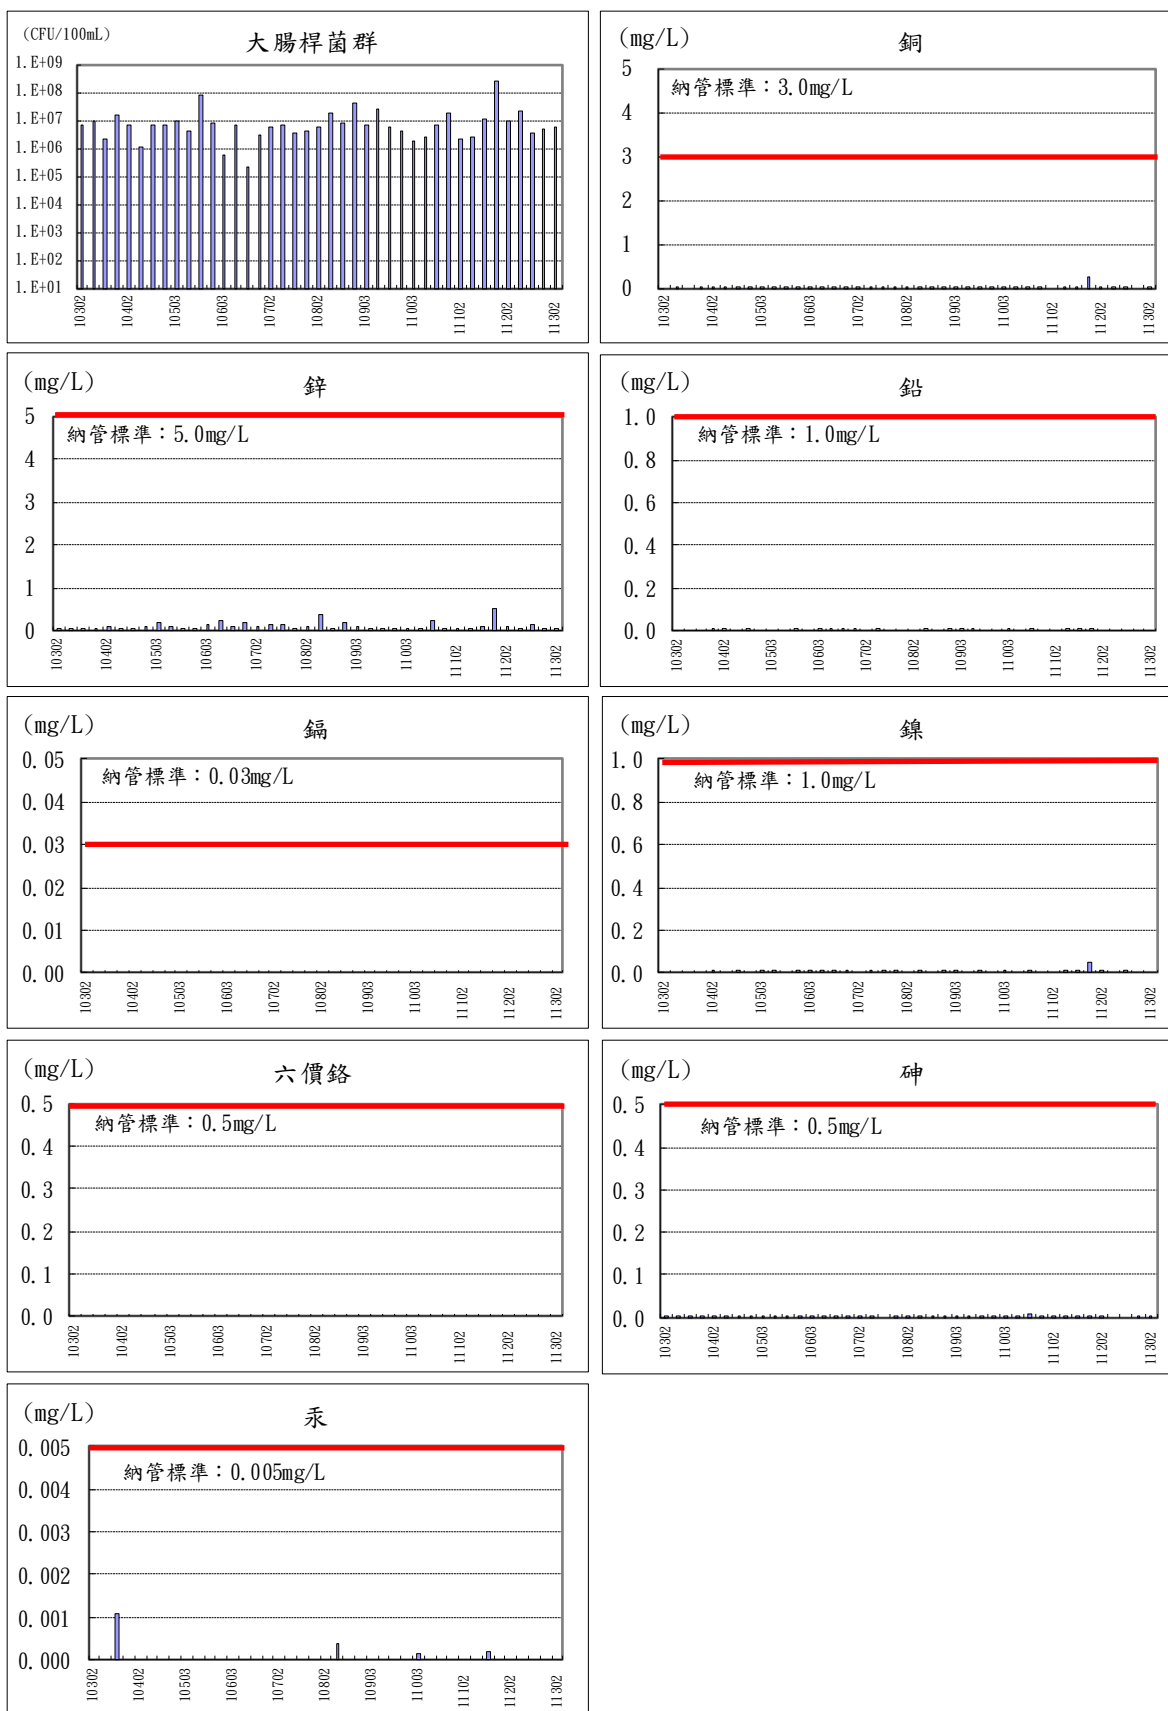 (CFU/100mL)
大腸桿菌群
1.E+09
1.E+08
1.E+07
1.E+06
1.E+05
1.E+04
1.E+03
1.E+02
1.E+01
10302 10402 10503 10603 10702 10802 10903 11003 11102 11202 11302
(mg/L)
銅
納管標準：3.0mg/L
5
4
3
2
1
0
10302 10402 10503 10603 10702 10802 10903 11003 11102 11202 11302
(mg/L)
鋅
納管標準：5.0mg/L
5
4
3
2
1
0
10302 10402 10503 10603 10702 10802 10903 11003 11102 11202 11302
(mg/L)
鉛
納管標準：1.0mg/L
1.0
0.8
0.6
0.4
0.2
0.0
10302 10402 10503 10603 10702 10802 10903 11003 11102 11202 11302
(mg/L)
鎘
納管標準：0.03mg/L
0.05
0.04
0.03
0.02
0.01
0.00
10302 10402 10503 10603 10702 10802 10903 11003 11102 11202 11302
(mg/L)
鎳
納管標準：1.0mg/L
1.0
0.8
0.6
0.4
0.2
0.0
10302 10402 10503 10603 10702 10802 10903 11003 11102 11202 11302
(mg/L)
六價鉻
納管標準：0.5mg/L
0.5
0.4
0.3
0.2
0.1
0.0
10302 10402 10503 10603 10702 10802 10903 11003 11102 11202 11302
(mg/L)
砷
納管標準：0.5mg/L
0.5
0.4
0.3
0.2
0.1
0.0
10302 10402 10503 10603 10702 10802 10903 11003 11102 11202 11302
(mg/L)
汞
納管標準：0.005mg/L
0.005
0.004
0.003
0.002
0.001
0.000
10302 10402 10503 10603 10702 10802 10903 11003 11102 11202 11302